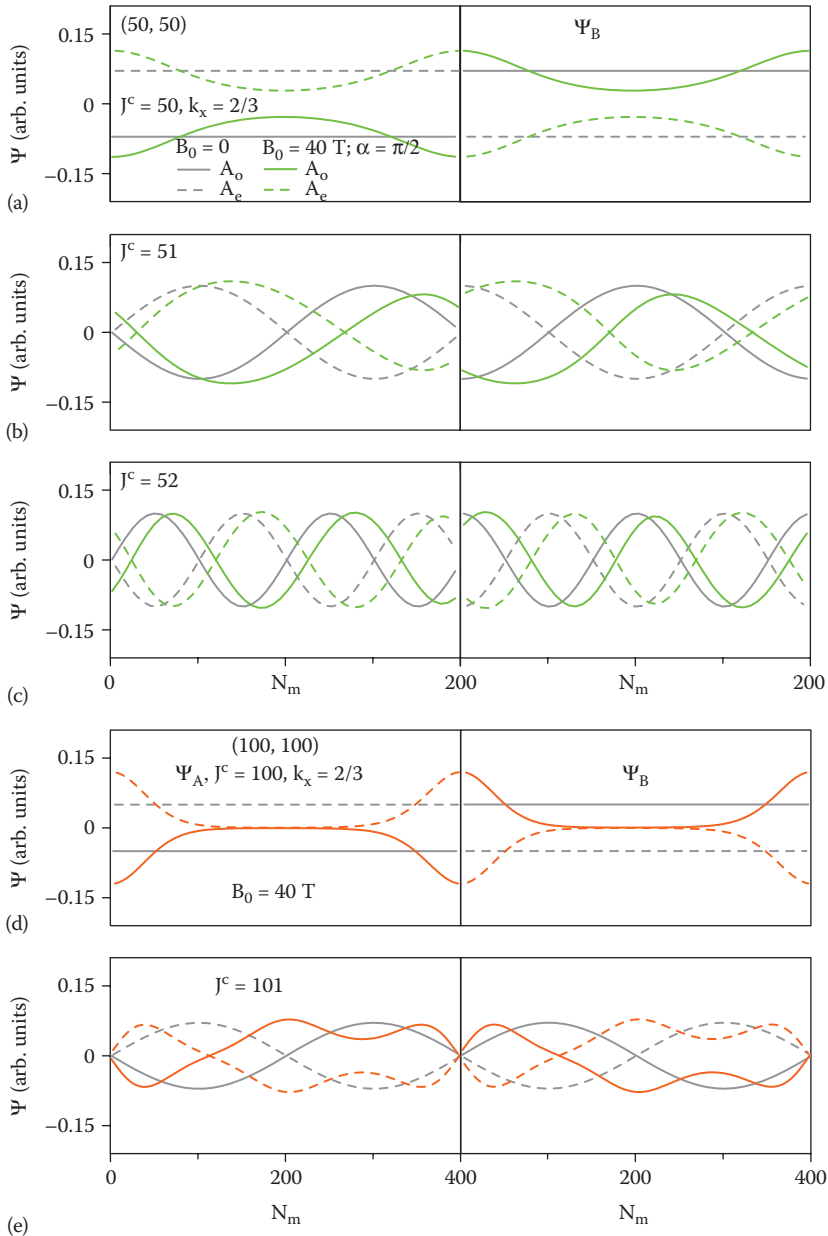 (50, 50)
Ψ_B
0.15
0
−0.15
Ψ (arb. units)
J^c = 50, k_x = 2/3
B_0 = 0 B_0 = 40 T; α = π/2
A_o A_o
A_e A_e
(a)
J^c = 51
0.15
0
−0.15
Ψ (arb. units)
(b)
J^c = 52
0.15
0
−0.15
Ψ (arb. units)
0 N_m 200 N_m 200
(c)
(100, 100)
Ψ_A, J^c = 100, k_x = 2/3
Ψ_B
0.15
0
−0.15
Ψ (arb. units)
B_0 = 40 T
(d)
J^c = 101
0.15
0
−0.15
Ψ (arb. units)
0 200 400 200 400
N_m N_m
(e)